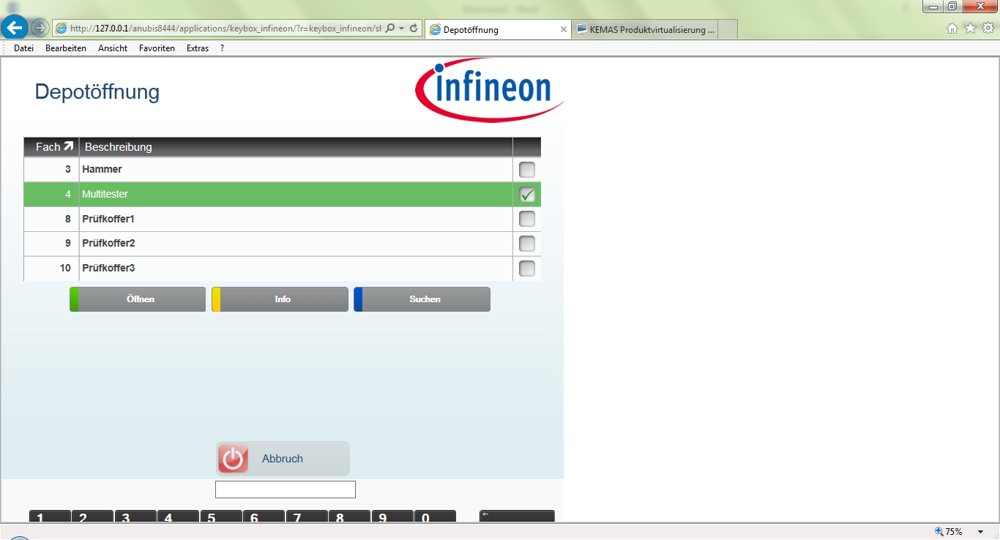 http://127.0.0.1/anubis8444/applications/keybox_infineon/?r=keybox_infineon/sl
Depotöffnung
KEMAS Produktvirtualisierung ...
Datei Bearbeiten Ansicht Favoriten Extras ?
Depotöffnung
infineon
Fach Beschreibung
3 Hammer
4 Multitester
8 Prüfkoffer1
9 Prüfkoffer2
10 Prüfkoffer3
Öffnen Info Suchen
Abbruch
1 2 3 4 5 6 7 8 9 0 ←
75%